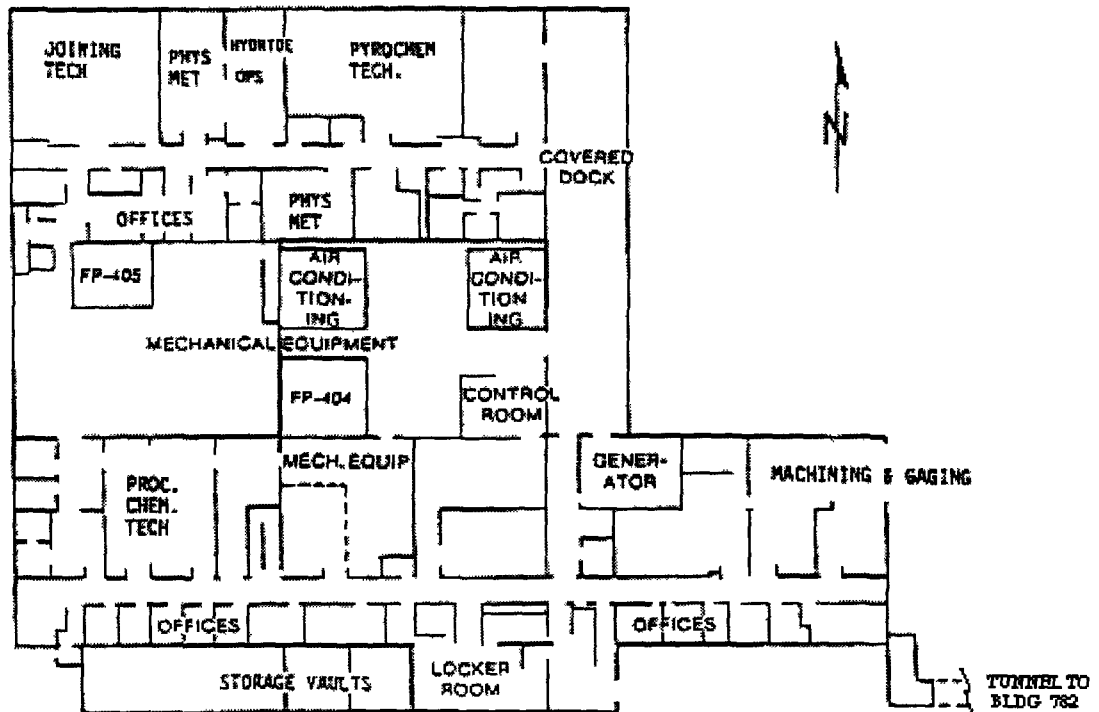 JOINING
TECH
PHYS
MET
OPS
PYROCHEM
TECH.
N
COVERED
DOCK
OFFICES
PHYS
MET
FP-405
AIR
CONDI-
TION-
ING
AIR
CONDI-
TION-
ING
MECHANICAL EQUIPMENT
FP-404
CONTROL
ROOM
MECH. EQUIP
GENER-
ATOR
MACHINING & GAGING
PROC.
CHEM.
TECH
OFFICES
OFFICES
STORAGE VAULTS
LOCKER
ROOM
TUNNEL TO
BLDG 782